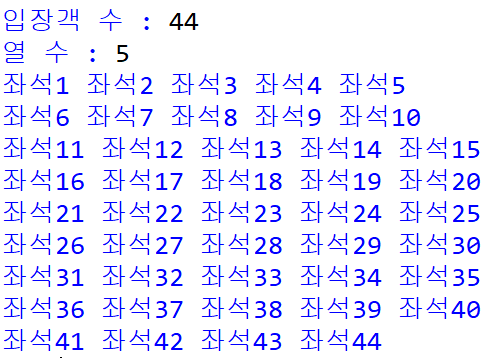 입장객 수 : 44
열 수 : 5
좌석1 좌석2 좌석3 좌석4 좌석5
좌석6 좌석7 좌석8 좌석9 좌석10
좌석11 좌석12 좌석13 좌석14 좌석15
좌석16 좌석17 좌석18 좌석19 좌석20
좌석21 좌석22 좌석23 좌석24 좌석25
좌석26 좌석27 좌석28 좌석29 좌석30
좌석31 좌석32 좌석33 좌석34 좌석35
좌석36 좌석37 좌석38 좌석39 좌석40
좌석41 좌석42 좌석43 좌석44